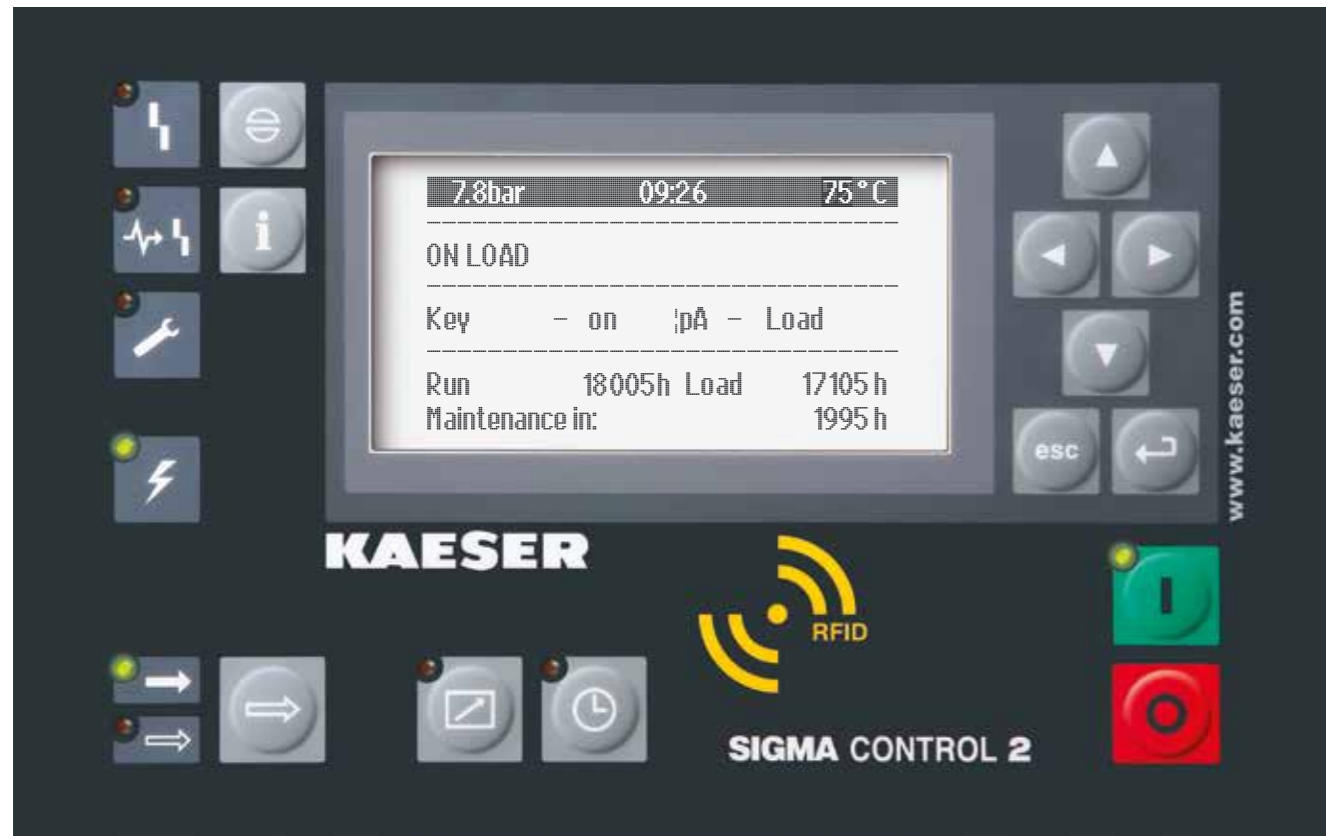 7.8bar 09:26 75°C
ON LOAD
Key - on ¦pA - Load
Run 18005h Load 17105h
Maintenance in: 1995h
esc
www.kaeser.com
KAESER
RFID
SIGMA CONTROL 2